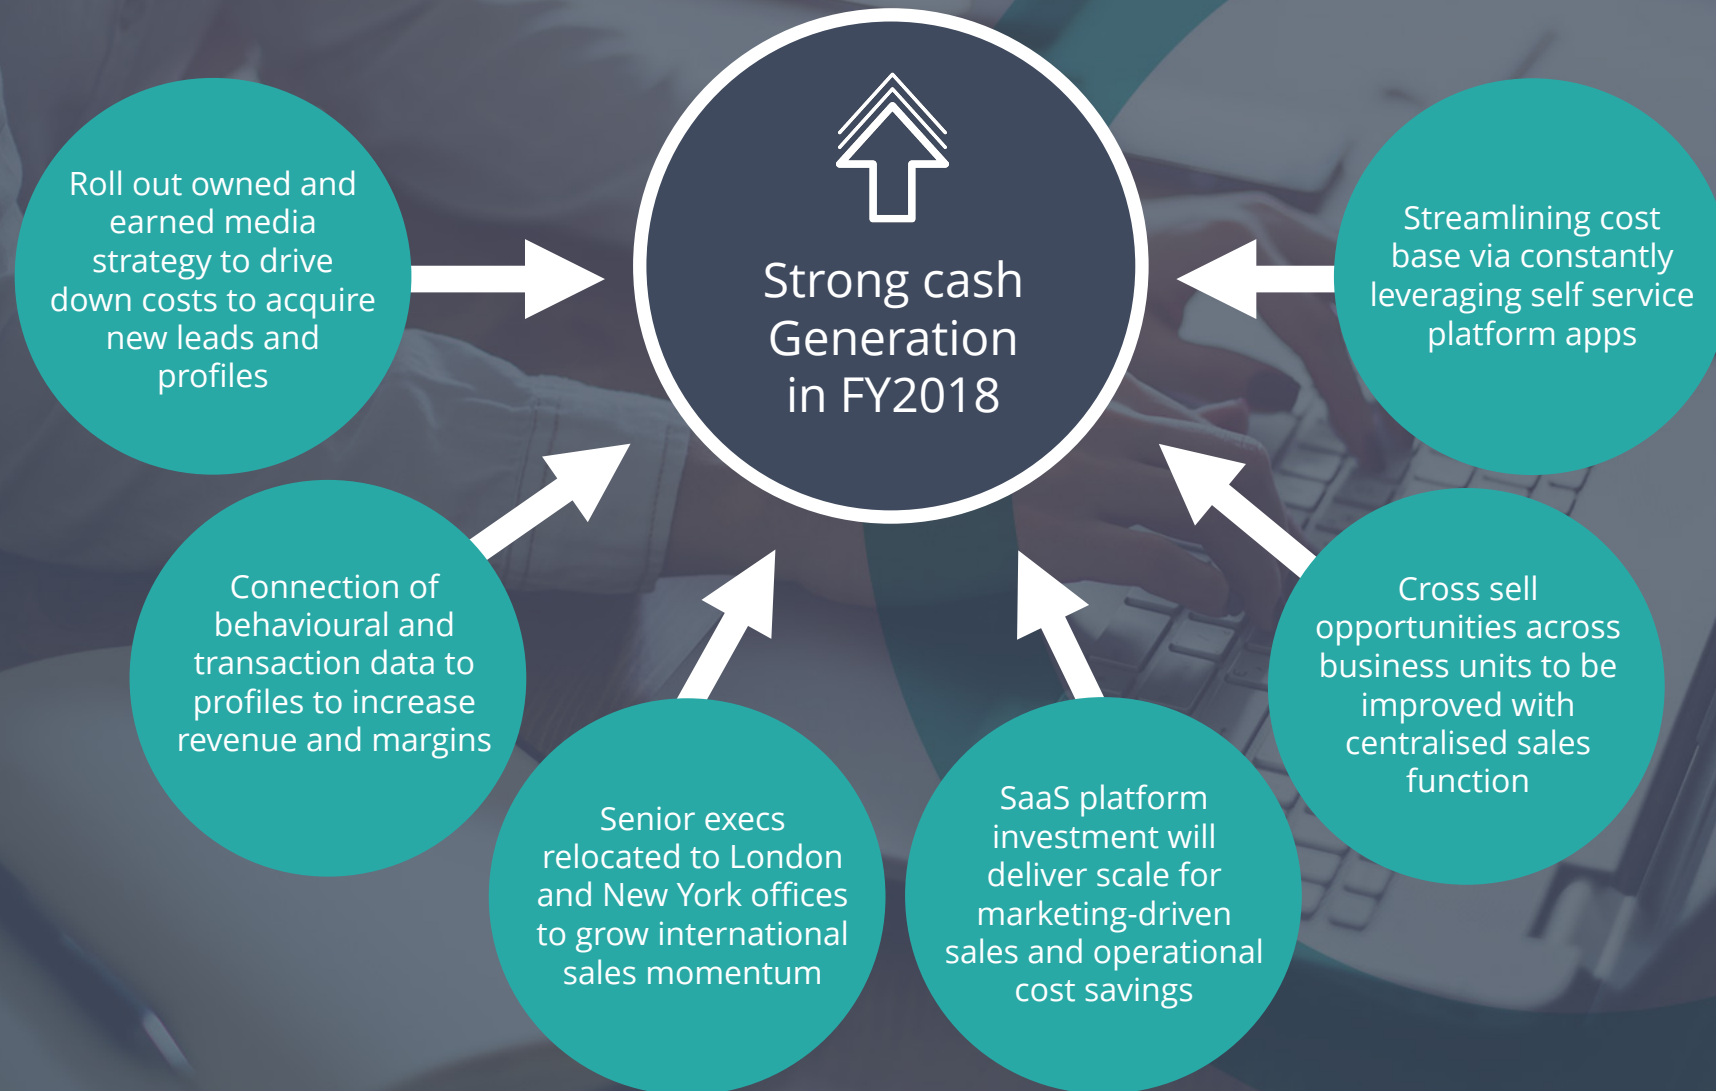 Strong cash
Generation
in FY2018
Roll out owned and
earned media
strategy to drive
down costs to acquire
new leads and
profiles
Connection of
behavioural and
transaction data to
profiles to increase
revenue and margins
Senior execs
relocated to London
and New York offices
to grow international
sales momentum
SaaS platform
investment will
deliver scale for
marketing-driven
sales and operational
cost savings
Cross sell
opportunities across
business units to be
improved with
centralised sales
function
Streamlining cost
base via constantly
leveraging self service
platform apps